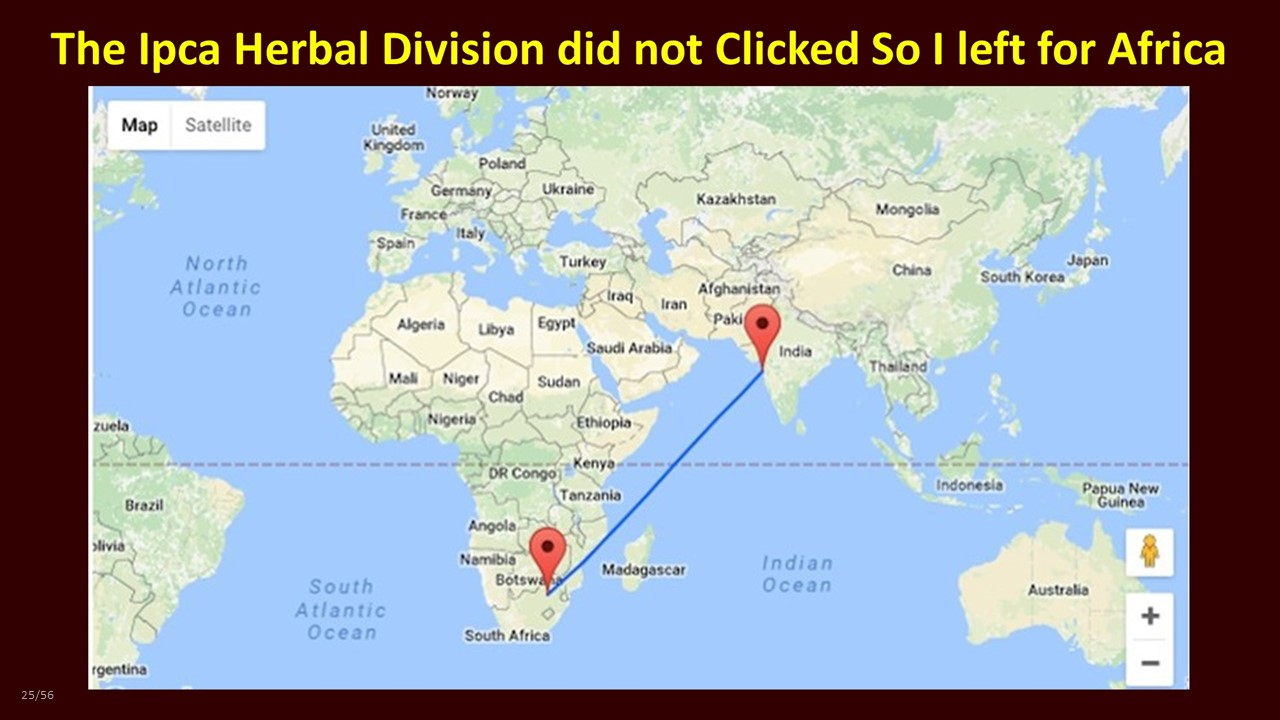 The Ipca Herbal Division did not Clicked So I left for Africa
Map
Satellite
Norway
United
Kingdom
Poland
Germany
Ukraine
France
Kazakhstan
Mongolia
Italy
Spain
Turkey
Japan
China
South Korea
North
Atlantic
Ocean
Afghanistan
Iraq
Iran
Paki
Algeria
Libya
Egypt
Saudi Arabia
India
Thailand
Mali
Niger
Sudan
Chad
Nigeria
Ethiopia
zuela
Kenya
DR Congo
Tanzania
Indonesia
Papua New
Guinea
Brazil
Angola
olivia
Namibia
Madagascar
Botswana
Indian
Ocean
South
Atlantic
Ocean
Australia
South Africa
rgentina
+
−
25/56